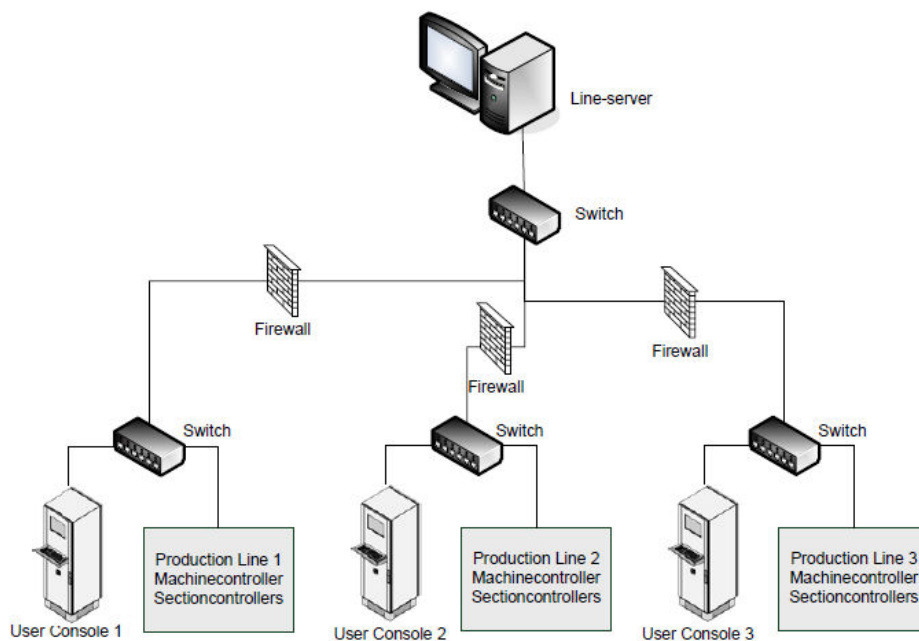 Line-server
Switch
Firewall
Firewall
Firewall
Switch
Switch
Switch
Production Line 1
Machinecontroller
Sectioncontrollers
Production Line 2
Machinecontroller
Sectioncontrollers
Production Line 3
Machinecontroller
Sectioncontrollers
User Console 1
User Console 2
User Console 3